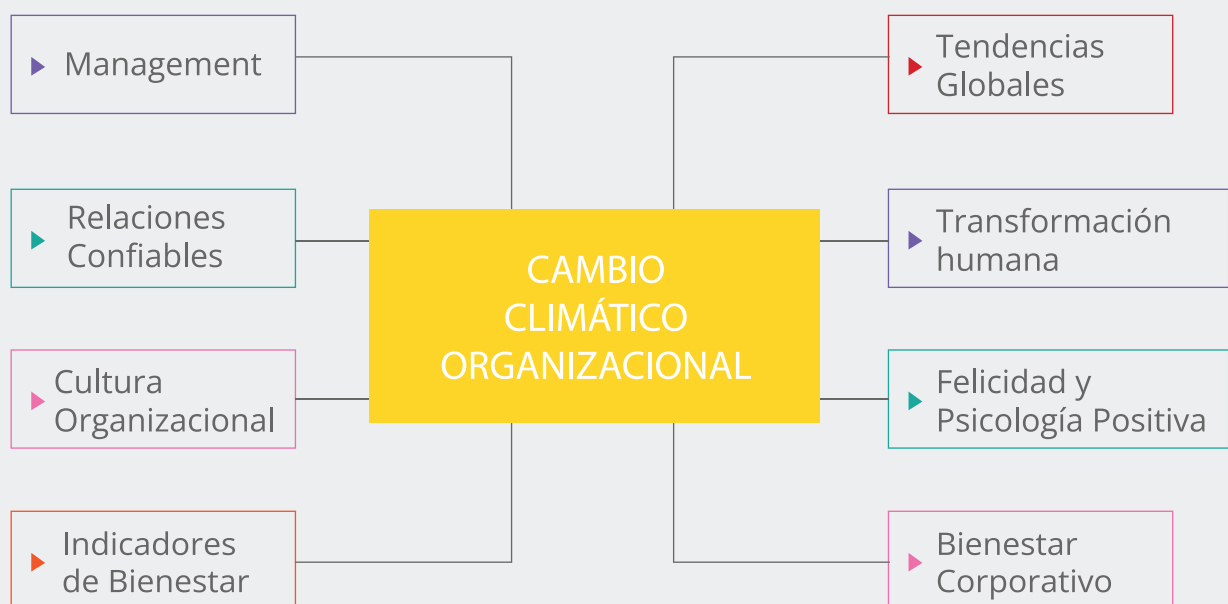 Management
Relaciones
Confiables
Cultura
Organizacional
Indicadores
de Bienestar
CAMBIO
CLIMÁTICO
ORGANIZACIONAL
Tendencias
Globales
Transformación
humana
Felicidad y
Psicología Positiva
Bienestar
Corporativo